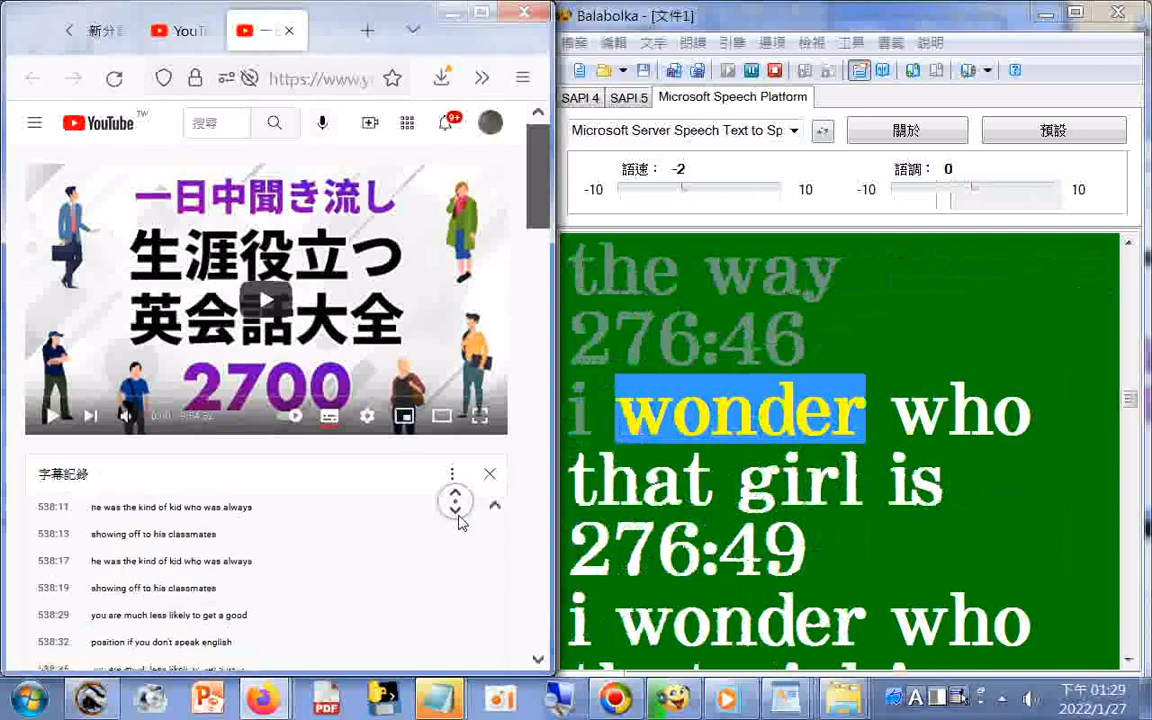 新分
YouT
一 E
https://www.y
YouTube TW
搜尋
9+
一日中聞き流し
生涯役立つ
英会話大全
2700
字幕記錄
538:11 he was the kind of kid who was always
538:13 showing off to his classmates
538:17 he was the kind of kid who was always
538:19 showing off to his classmates
538:29 you are much less likely to get a good
538:32 position if you don't speak english
Balabolka - [文件1]
檔案 編輯 文字 朗讀 引擎 選項 檢視 工具 書籤 說明
SAPI 4 SAPI 5 Microsoft Speech Platform
Microsoft Server Speech Text to Sp
關於 預設
語速： -2 語調： 0
-10 10 -10 10
the way
276:46
i wonder who
that girl is
276:49
i wonder who
that girl is
PDF
A
下午 01:29
2022/1/27